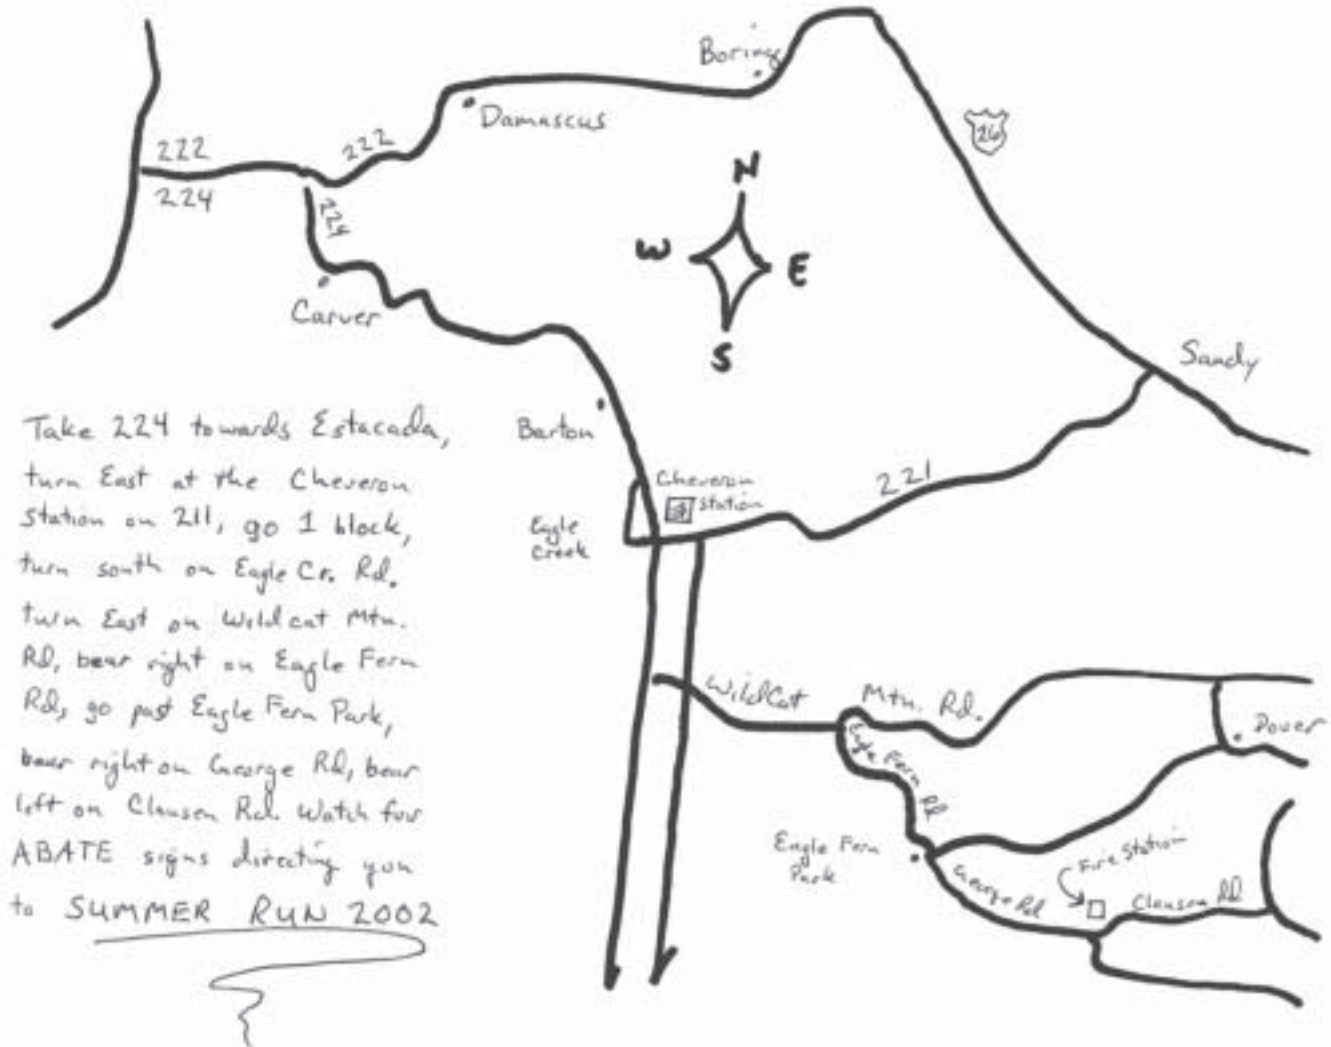 Boring
26
Damascus
222
222
224
224
N
W
E
S
Carver
Sandy
Barton
221
Cheveron
Station
Eagle
Creek
Take 224 towards Estacada,
turn East at the Cheveron
Station on 211, go 1 block,
turn south on Eagle Cr. Rd.
turn East on Wildcat Mtn.
Rd, bear right on Eagle Fern
Rd, go past Eagle Fern Park,
bear right on George Rd, bear
left on Clausen Rd. Watch for
ABATE signs directing you
to SUMMER RUN 2002
WildCat Mtn. Rd.
Dover
Eagle Fern Rd
Eagle Fern
Park
Fire Station
George Rd
Clausen Rd